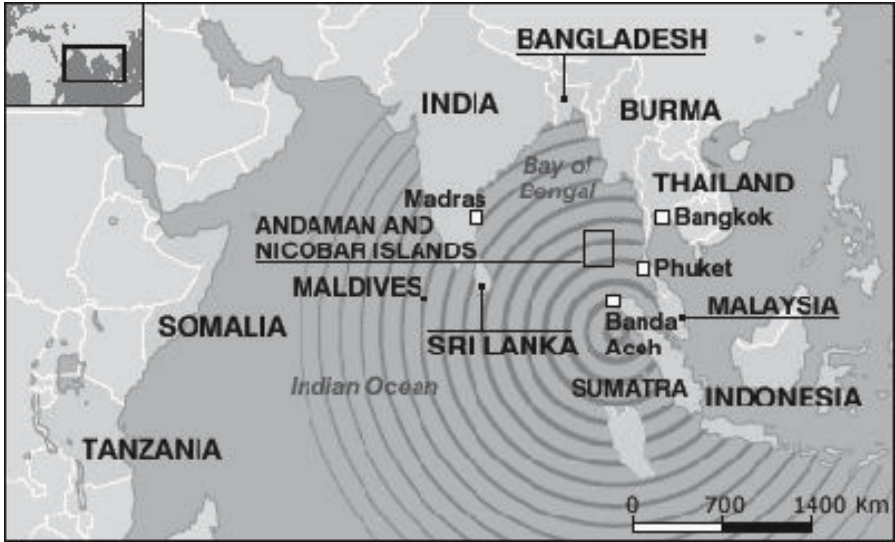 BANGLADESH
INDIA
BURMA
Bay of
Bengal
THAILAND
Madras
Bangkok
ANDAMAN AND
NICOBAR ISLANDS
Phuket
MALDIVES
MALAYSIA
SOMALIA
Banda
Aceh
SRI LANKA
Indian Ocean
SUMATRA
INDONESIA
TANZANIA
0 700 1400 Km